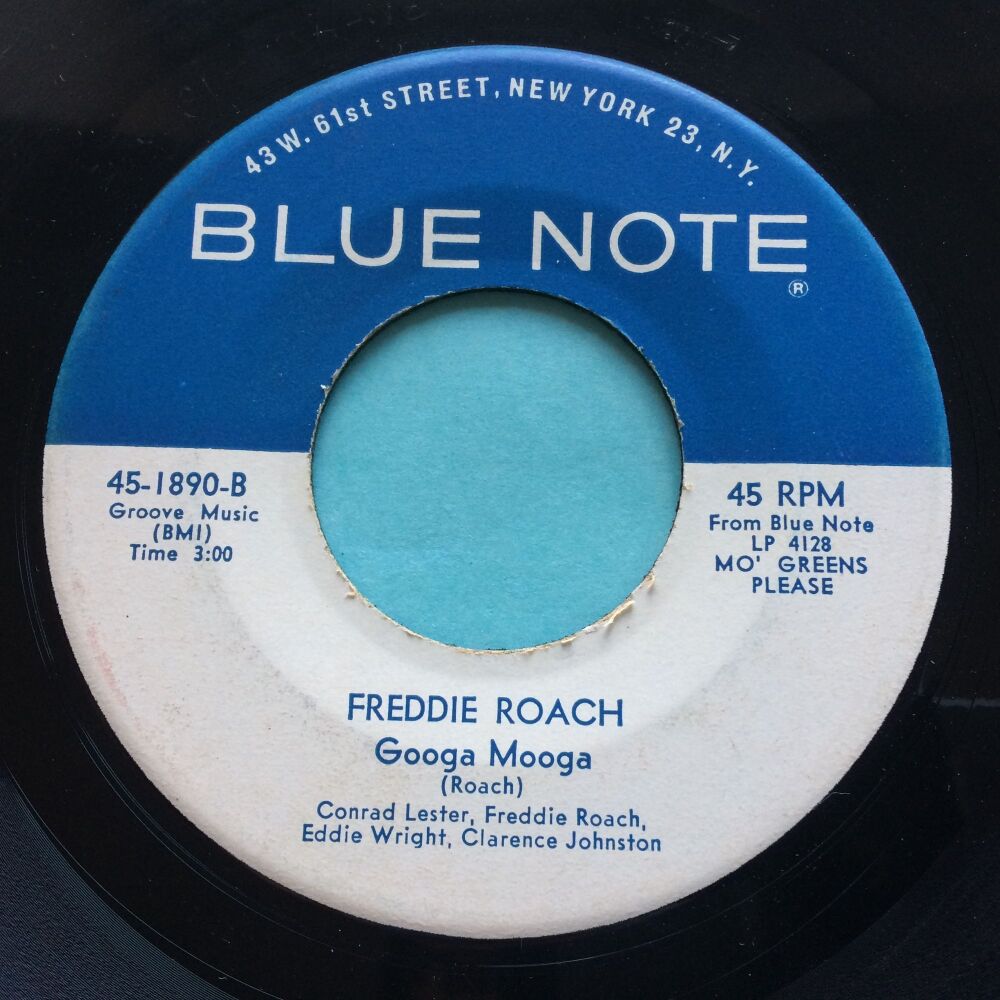 43 W. 61st STREET, NEW YORK 23, N.Y.
BLUE NOTE
®
45-1890-B
Groove Music
(BMI)
Time 3:00
45 RPM
From Blue Note
LP 4128
MO' GREENS
PLEASE
FREDDIE ROACH
Googa Mooga
(Roach)
Conrad Lester, Freddie Roach,
Eddie Wright, Clarence Johnston